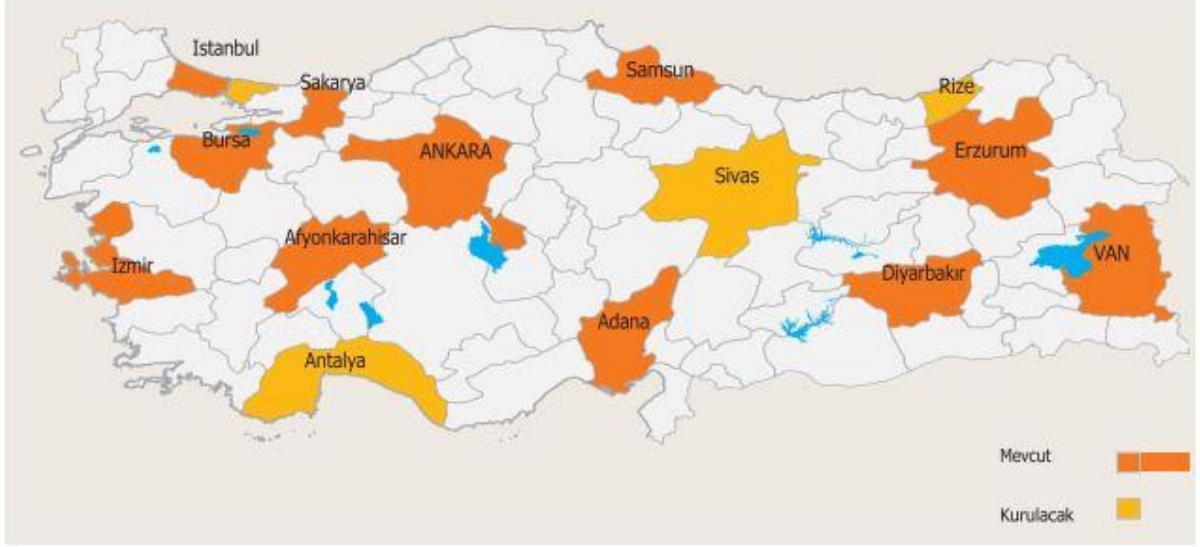 Istanbul
Sakarya
Samsun
Rize
Bursa
ANKARA
Erzurum
Sivas
Afyonkarahisar
Izmir
VAN
Diyarbakır
Adana
Antalya
Mevcut
Kurulacak